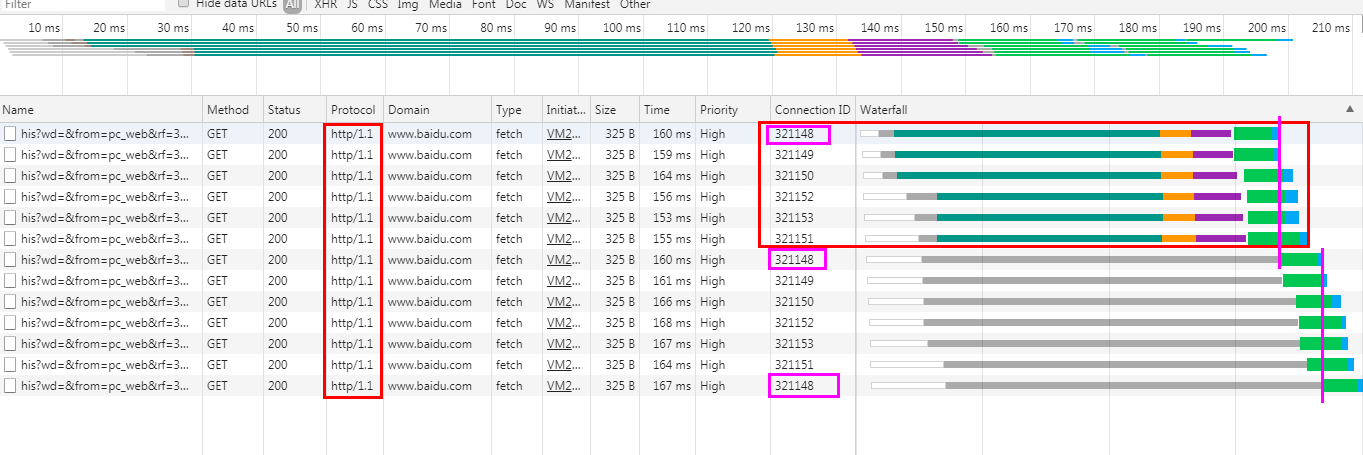 Filter Hide data URLs All XHR JS CSS Img Media Font Doc WS Manifest Other
10 ms 20 ms 30 ms 40 ms 50 ms 60 ms 70 ms 80 ms 90 ms 100 ms 110 ms 120 ms 130 ms 140 ms 150 ms 160 ms 170 ms 180 ms 190 ms 200 ms 210 ms
Name Method Status Protocol Domain Type Initiat... Size Time Priority Connection ID Waterfall
his?wd=&from=pc_web&rf=3... GET 200 http/1.1 www.baidu.com fetch VM2... 325 B 160 ms High 321148
his?wd=&from=pc_web&rf=3... GET 200 http/1.1 www.baidu.com fetch VM2... 325 B 159 ms High 321149
his?wd=&from=pc_web&rf=3... GET 200 http/1.1 www.baidu.com fetch VM2... 325 B 164 ms High 321150
his?wd=&from=pc_web&rf=3... GET 200 http/1.1 www.baidu.com fetch VM2... 325 B 156 ms High 321152
his?wd=&from=pc_web&rf=3... GET 200 http/1.1 www.baidu.com fetch VM2... 325 B 153 ms High 321153
his?wd=&from=pc_web&rf=3... GET 200 http/1.1 www.baidu.com fetch VM2... 325 B 155 ms High 321151
his?wd=&from=pc_web&rf=3... GET 200 http/1.1 www.baidu.com fetch VM2... 325 B 160 ms High 321148
his?wd=&from=pc_web&rf=3... GET 200 http/1.1 www.baidu.com fetch VM2... 325 B 161 ms High 321149
his?wd=&from=pc_web&rf=3... GET 200 http/1.1 www.baidu.com fetch VM2... 325 B 166 ms High 321150
his?wd=&from=pc_web&rf=3... GET 200 http/1.1 www.baidu.com fetch VM2... 325 B 168 ms High 321152
his?wd=&from=pc_web&rf=3... GET 200 http/1.1 www.baidu.com fetch VM2... 325 B 167 ms High 321153
his?wd=&from=pc_web&rf=3... GET 200 http/1.1 www.baidu.com fetch VM2... 325 B 164 ms High 321151
his?wd=&from=pc_web&rf=3... GET 200 http/1.1 www.baidu.com fetch VM2... 325 B 167 ms High 321148